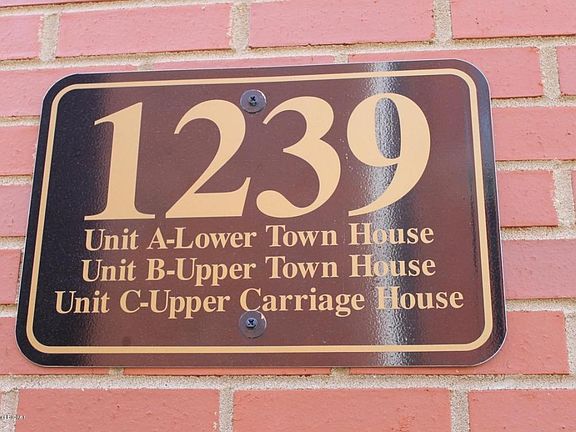 1239
Unit A-Lower Town House
Unit B-Upper Town House
Unit C-Upper Carriage House